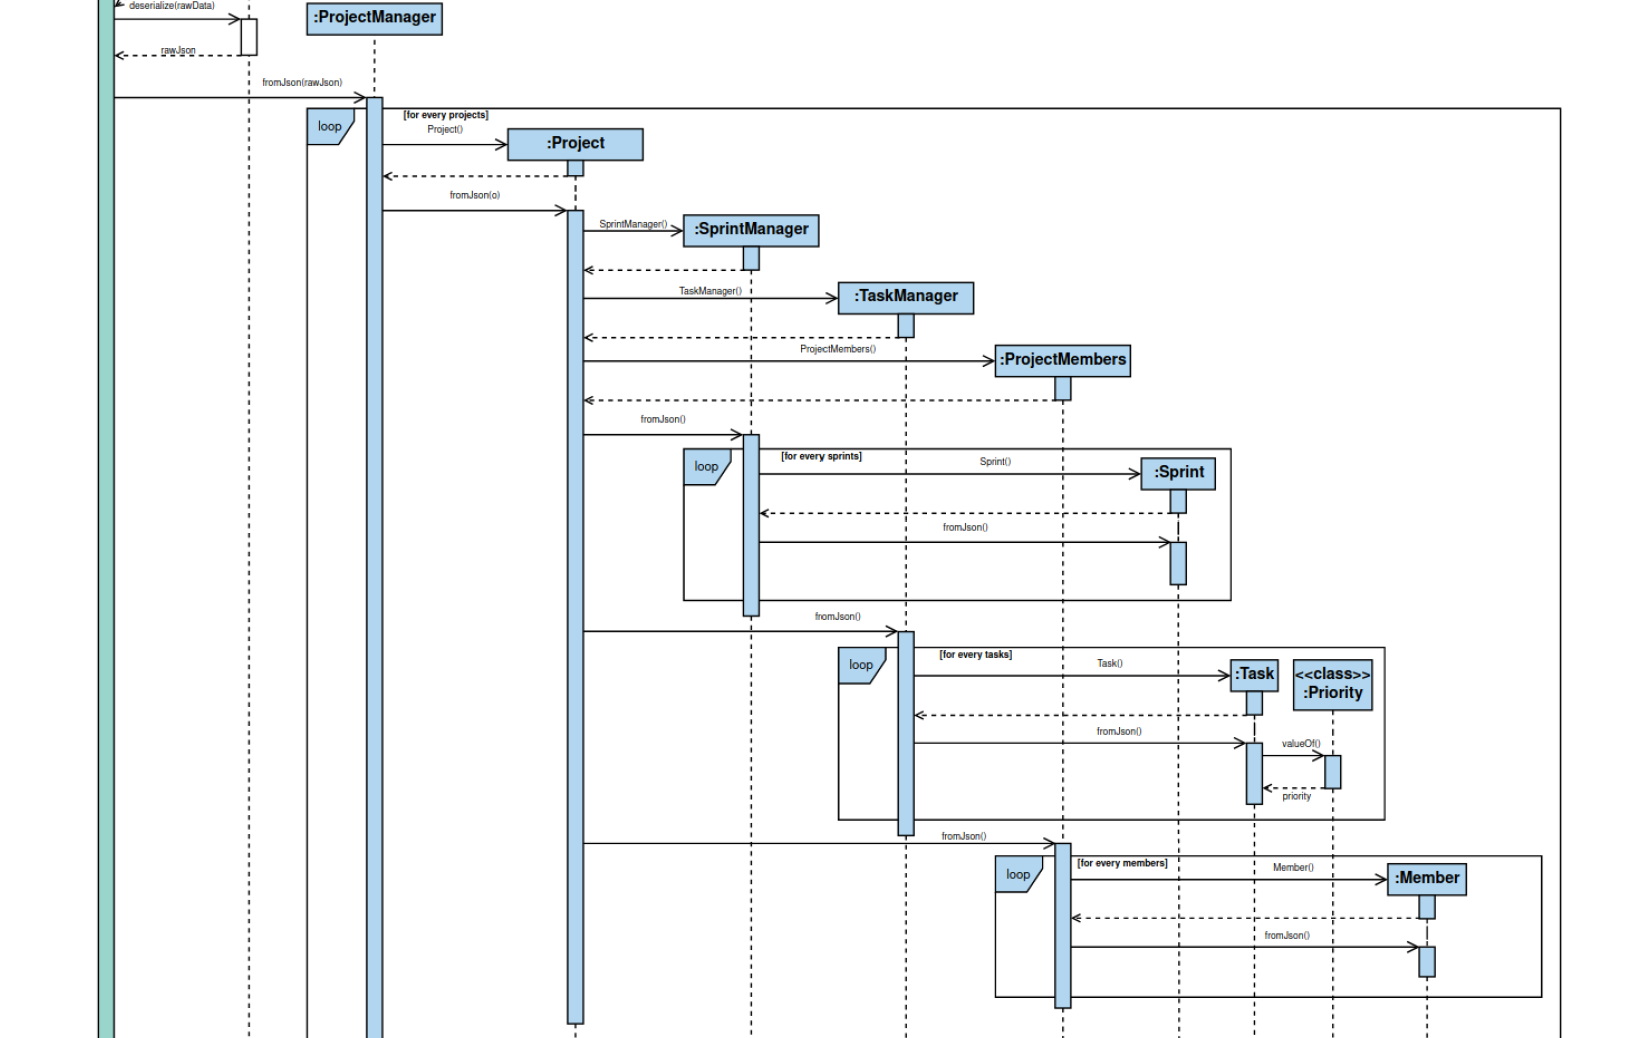 deserialize(rawData)
:ProjectManager
rawJson
fromJson(rawJson)
loop
[for every projects]
Project()
:Project
fromJson(o)
SprintManager()
:SprintManager
TaskManager()
:TaskManager
ProjectMembers()
:ProjectMembers
fromJson()
loop
[for every sprints]
Sprint()
:Sprint
fromJson()
fromJson()
loop
[for every tasks]
Task()
:Task
<<class>>
:Priority
fromJson()
valueOf()
priority
fromJson()
loop
[for every members]
Member()
:Member
fromJson()